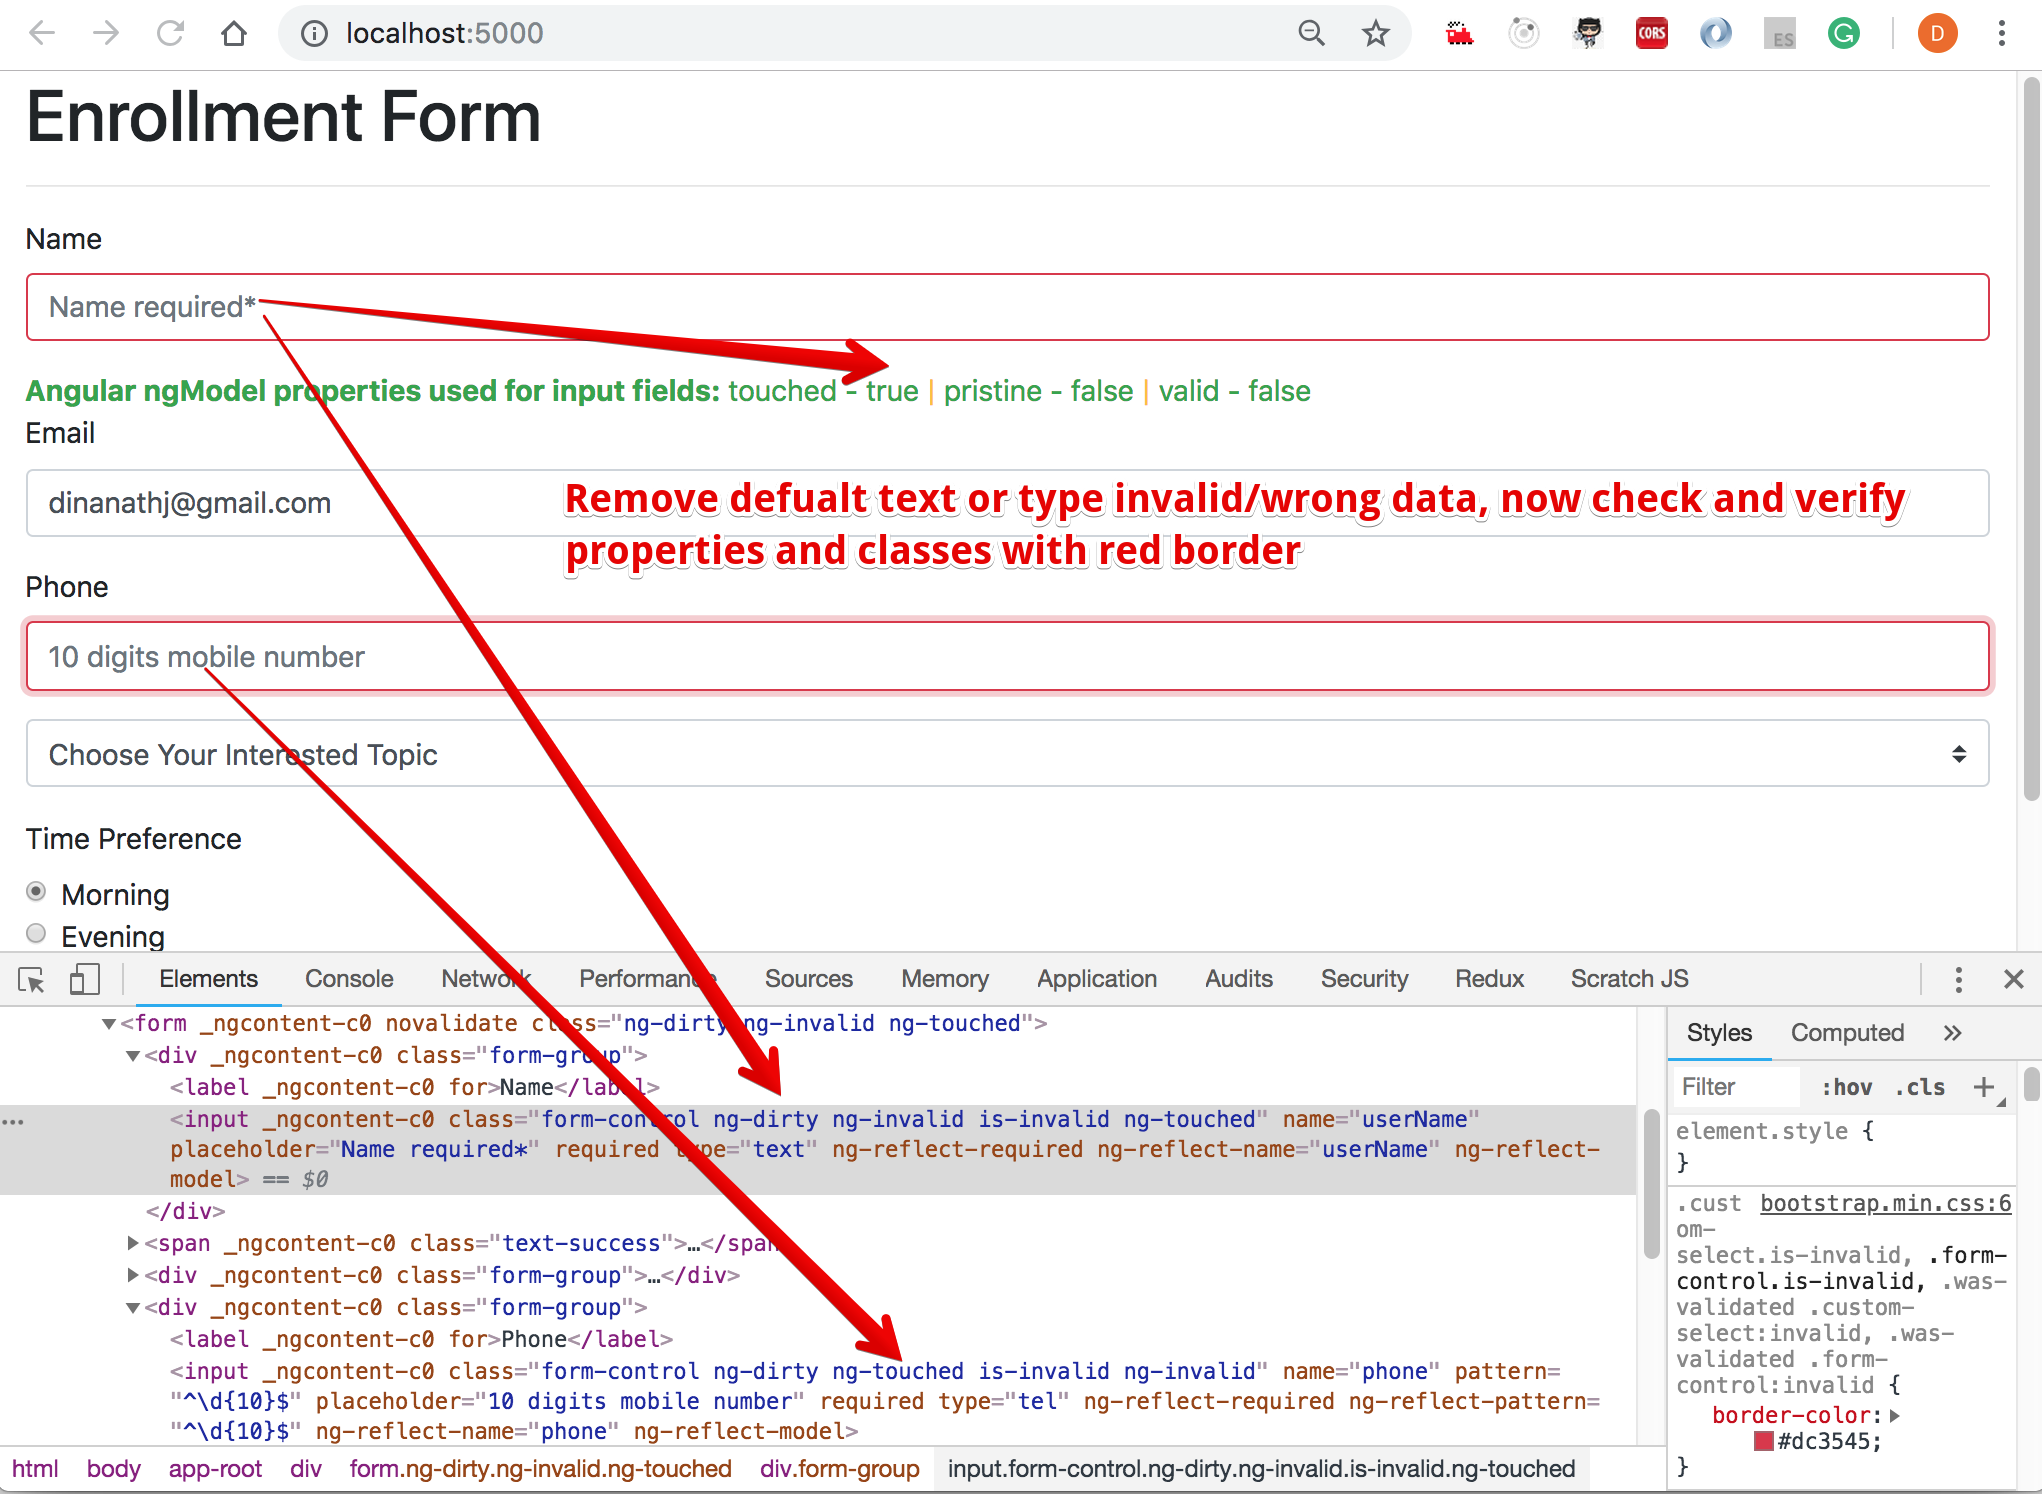 localhost:5000
CORS
ES
G
D
Enrollment Form
Name
Name required*
Angular ngModel properties used for input fields: touched - true | pristine - false | valid - false
Email
dinanathj@gmail.com
Remove defualt text or type invalid/wrong data, now check and verify
properties and classes with red border
Phone
10 digits mobile number
Choose Your Interested Topic
Time Preference
Morning
Evening
Elements Console Network Performance Sources Memory Application Audits Security Redux Scratch JS
<form _ngcontent-c0 novalidate class="ng-dirty ng-invalid ng-touched">
<div _ngcontent-c0 class="form-group">
<label _ngcontent-c0 for>Name</label>
<input _ngcontent-c0 class="form-control ng-dirty ng-invalid is-invalid ng-touched" name="userName"
placeholder="Name required*" required type="text" ng-reflect-required ng-reflect-name="userName" ng-reflect-
model> == $0
</div>
<span _ngcontent-c0 class="text-success">…</span>
<div _ngcontent-c0 class="form-group">…</div>
<div _ngcontent-c0 class="form-group">
<label _ngcontent-c0 for>Phone</label>
<input _ngcontent-c0 class="form-control ng-dirty ng-touched is-invalid ng-invalid" name="phone" pattern=
"^\d{10}$" placeholder="10 digits mobile number" required type="tel" ng-reflect-required ng-reflect-pattern=
"^\d{10}$" ng-reflect-name="phone" ng-reflect-model>
html body app-root div form.ng-dirty.ng-invalid.ng-touched div.form-group input.form-control.ng-dirty.ng-invalid.is-invalid.ng-touched
Styles Computed »
Filter :hov .cls +
element.style {
}
.cust bootstrap.min.css:6
om-
select.is-invalid, .form-
control.is-invalid, .was-
validated .custom-
select:invalid, .was-
validated .form-
control:invalid {
border-color:
#dc3545;
}